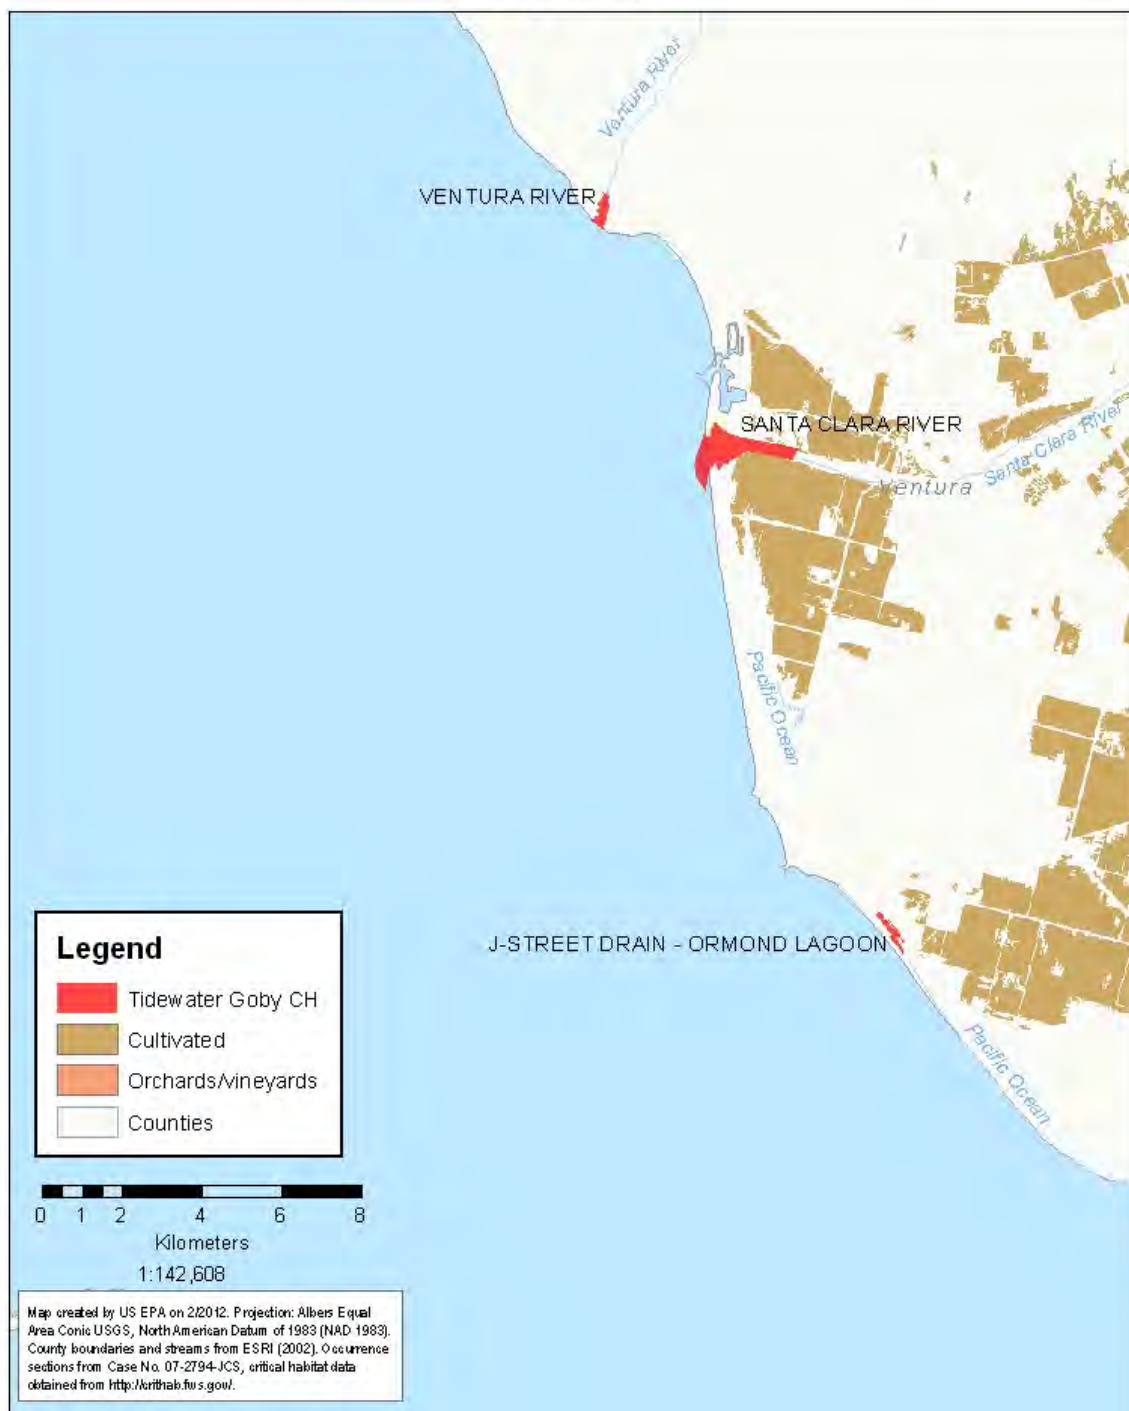 Ventura River
VENTURA RIVER
SANTA CLARA RIVER
Santa Clara River
Ventura
Pacific Ocean
J-STREET DRAIN - ORMOND LAGOON
Pacific Ocean
Legend
Tidewater Goby CH
Cultivated
Orchards/vineyards
Counties
0 1 2 4 6 8
Kilometers
1:142,608
Map created by US EPA on 2/2012. Projection: Albers Equal
Area Conic USGS, North American Datum of 1983 (NAD 1983).
County boundaries and streams from ESRI (2002). Occurrence
sections from Case No. 07-2794-JCS, critical habitat data
obtained from http://crithab.fws.gov/.